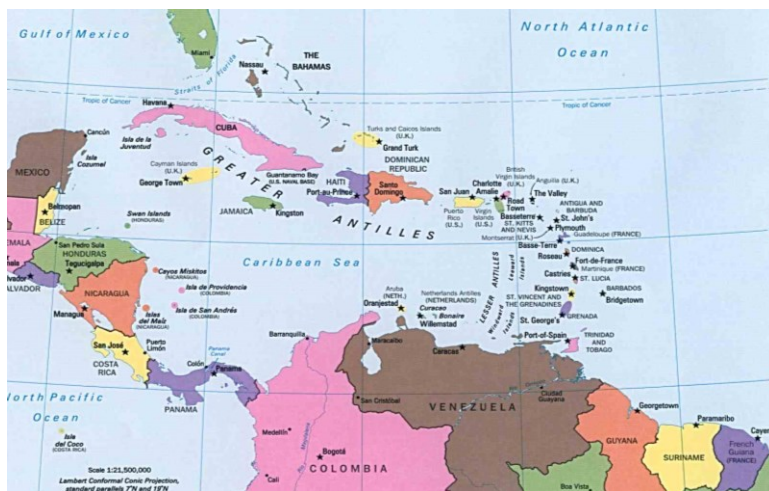 Gulf of Mexico
Miami
Straits of Florida
Nassau
THE
BAHAMAS
North Atlantic
Ocean
Tropic of Cancer
Tropic of Cancer
Havana
CUBA
Isla de la
Juventud
Cancún
Isla
Cozumel
MEXICO
Turks and Caicos Islands
(U.K.)
Grand Turk
Cayman Islands
(U.K.)
George Town
GREATER
ANTILLES
Guantanamo Bay
(U.S. NAVAL BASE)
HAITI
Port-au-Prince
DOMINICAN
REPUBLIC
Santo
Domingo
JAMAICA
Kingston
San Juan
Puerto
Rico
(U.S.)
Charlotte
Amalie
Virgin
Islands
(U.S.)
British
Virgin Islands
(U.K.)
Road
Town
Anguilla (U.K.)
The Valley
ANTIGUA AND
BARBUDA
St. John's
Basseterre
ST. KITTS
AND NEVIS
Plymouth
Montserrat (U.K.)
Guadeloupe (FRANCE)
Basse-Terre
DOMINICA
Roseau
Fort-de-France
Martinique (FRANCE)
Castries
ST. LUCIA
Kingstown
ST. VINCENT AND
THE GRENADINES
BARBADOS
Bridgetown
St. George's
GRENADA
Port-of-Spain
TRINIDAD
AND
TOBAGO
LESSER ANTILLES
Leeward
Islands
Windward
Islands
Belmopan
BELIZE
Swan Islands
(HONDURAS)
San Pedro Sula
HONDURAS
Tegucigalpa
NICARAGUA
Managua
Cayos Miskitos
(NICARAGUA)
Isla de Providencia
(COLOMBIA)
Isla de San Andrés
(COLOMBIA)
Islas
del Maíz
(NICARAGUA)
Caribbean Sea
Aruba
(NETH.)
Oranjestad
Netherlands Antilles
(NETHERLANDS)
Curacao
Bonaire
Willemstad
San José
COSTA
RICA
Puerto
Limón
Colón
Panama
Canal
Panama
PANAMA
Barranquilla
Maracaibo
Caracas
San Cristóbal
VENEZUELA
Ciudad
Guayana
Medellín
Bogotá
Cali
COLOMBIA
Georgetown
GUYANA
Paramaribo
SURINAME
French
Guiana
(FRANCE)
Boa Vista
North Pacific
Ocean
Isla
del Coco
(COSTA RICA)
Scale 1:21,500,000
Lambert Conformal Conic Projection,
standard parallels 7°N and 19°N